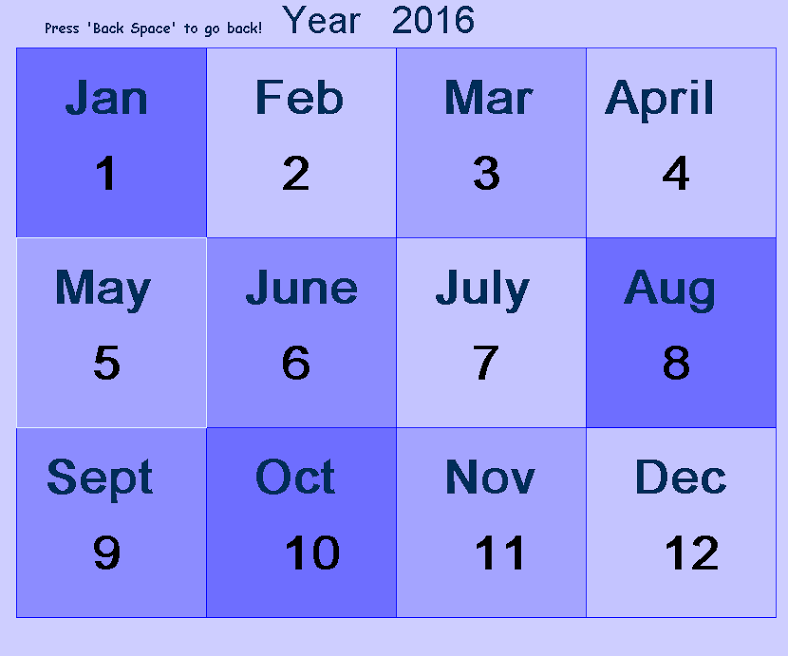 Press 'Back Space' to go back! Year 2016
Jan Feb Mar April
1 2 3 4
May June July Aug
5 6 7 8
Sept Oct Nov Dec
9 10 11 12